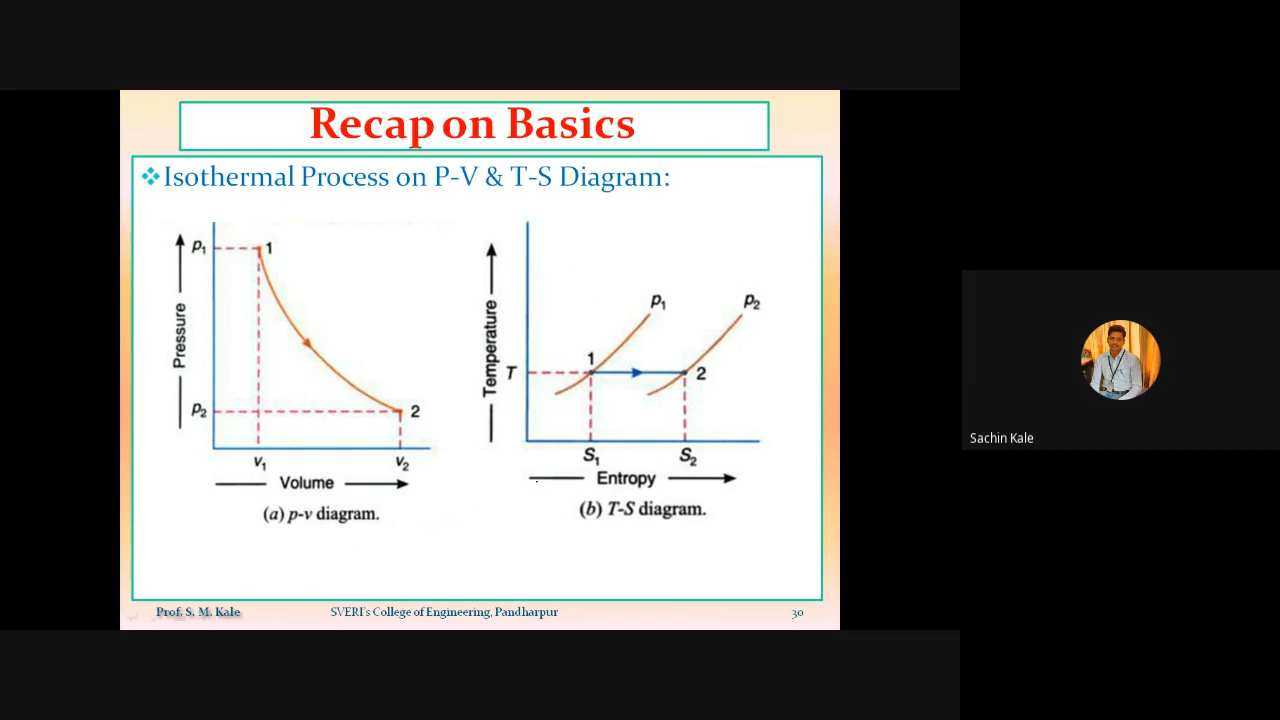 Recap on Basics
❖Isothermal Process on P-V & T-S Diagram:
p1
1
Pressure
p2
2
v1
v2
Volume
(a) p-v diagram.
Temperature
p1
p2
1
T
2
S1
S2
Entropy
(b) T-S diagram.
Prof. S. M. Kale
SVERI's College of Engineering, Pandharpur
30
Sachin Kale